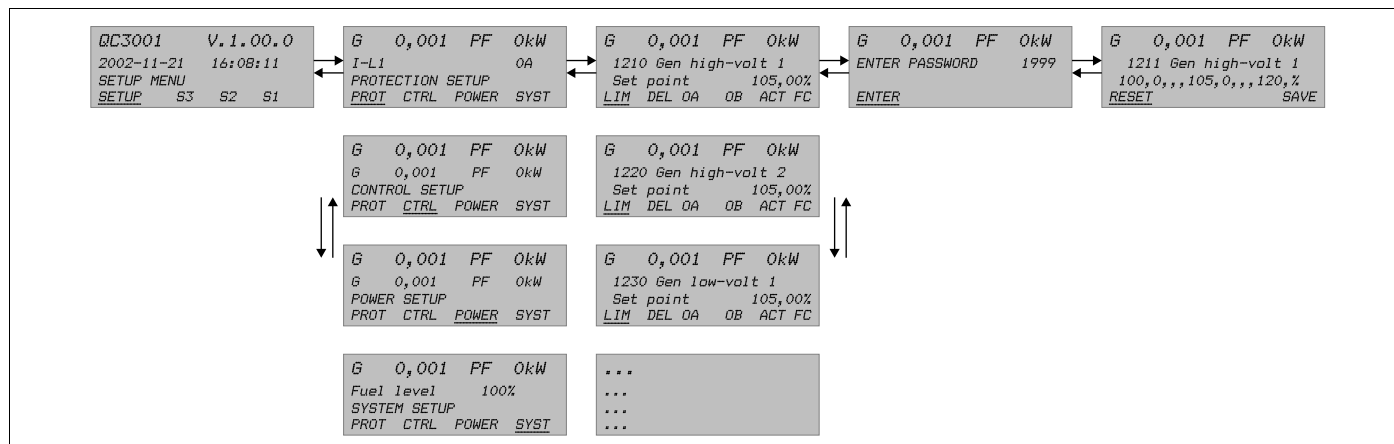 QC3001 V.1.00.0
2002-11-21 16:08:11
SETUP MENU
SETUP S3 S2 S1
G 0,001 PF 0kW
I-L1 0A
PROTECTION SETUP
PROT CTRL POWER SYST
G 0,001 PF 0kW
1210 Gen high-volt 1
Set point 105,00%
LIM DEL OA OB ACT FC
G 0,001 PF 0kW
ENTER PASSWORD 1999
ENTER
G 0,001 PF 0kW
1211 Gen high-volt 1
100,0,,,105,0,,,120,%
RESET SAVE
G 0,001 PF 0kW
G 0,001 PF 0kW
CONTROL SETUP
PROT CTRL POWER SYST
G 0,001 PF 0kW
1220 Gen high-volt 2
Set point 105,00%
LIM DEL OA OB ACT FC
G 0,001 PF 0kW
G 0,001 PF 0kW
POWER SETUP
PROT CTRL POWER SYST
G 0,001 PF 0kW
1230 Gen low-volt 1
Set point 105,00%
LIM DEL OA OB ACT FC
G 0,001 PF 0kW
Fuel level 100%
SYSTEM SETUP
PROT CTRL POWER SYST
...
...
...
...